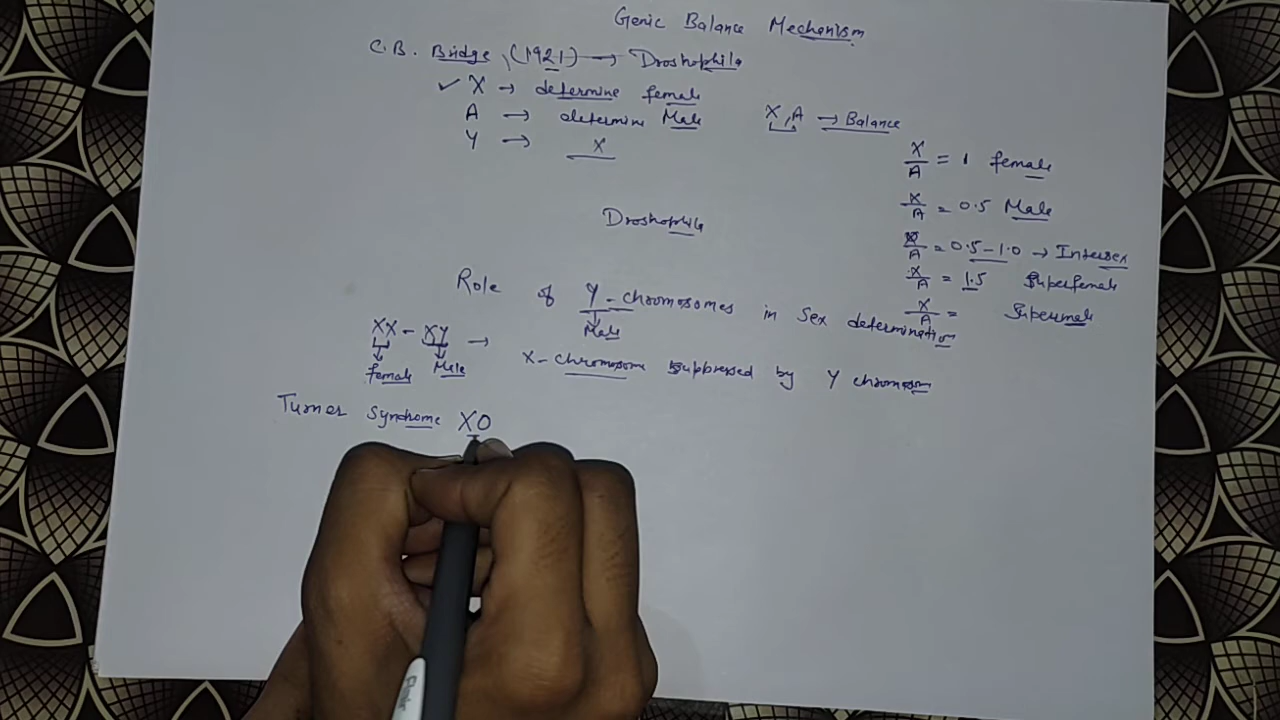 Genic Balance Mechanism
C.B. Bridge, (1921) → Droshophila
✓ X → determine female
A → determine Male
Y → X
X, A → Balance
X/A = 1 female
X/A = 0.5 Male
X/A = 0.5-1.0 → Intersex
X/A = 1.5 Superfemale
X/A = Supermale
Droshophila
Role of Y-chromosomes in Sex determination
Male
XX - XY → X-chromosome Suppressed by Y chromosom
female Male
Turner Syndrome XO